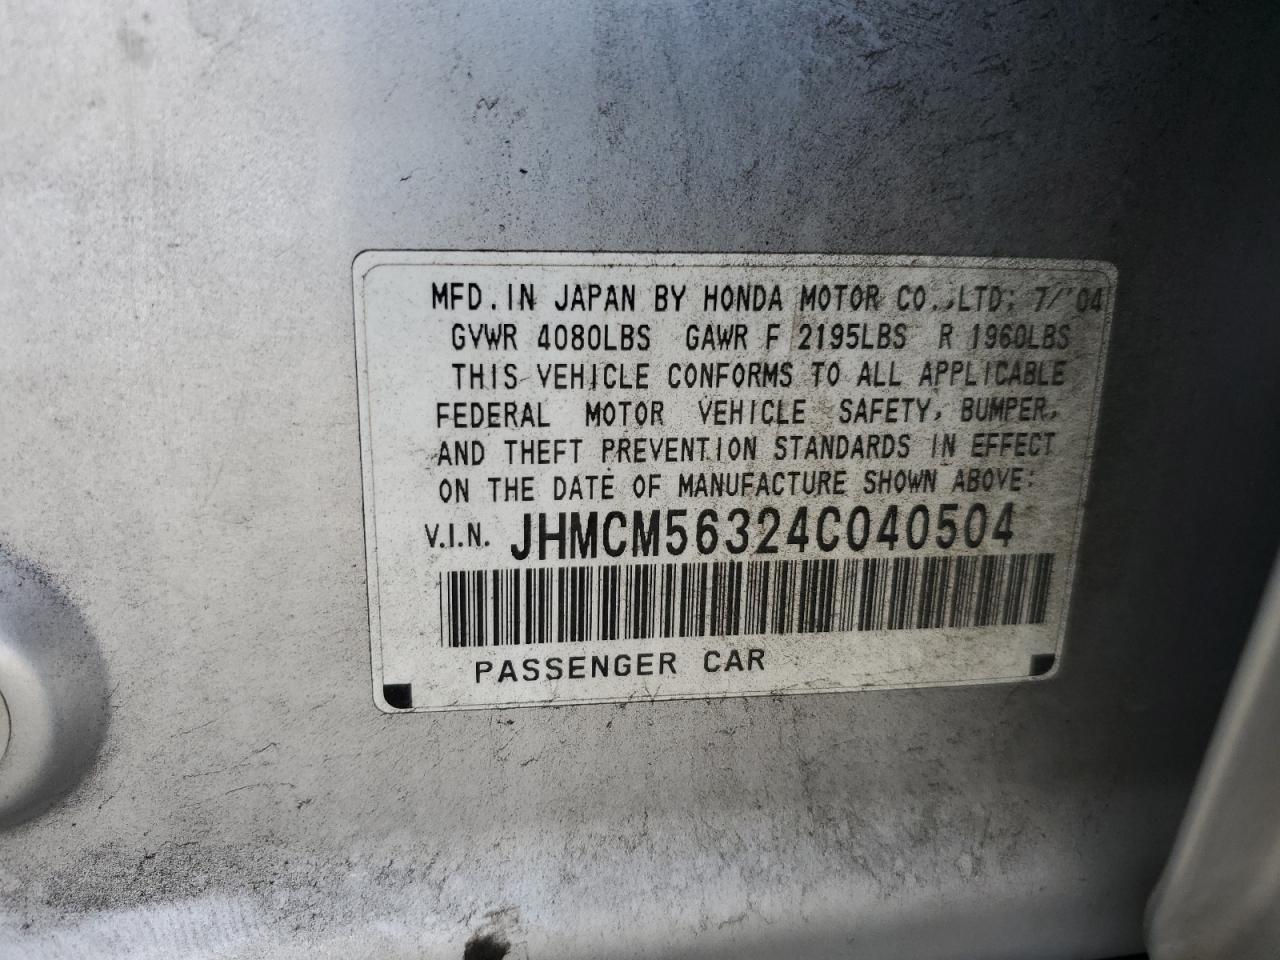 MFD. IN JAPAN BY HONDA MOTOR CO., LTD; 7/'04
GVWR 4080LBS GAWR F 2195LBS R 1960LBS
THIS VEHICLE CONFORMS TO ALL APPLICABLE
FEDERAL MOTOR VEHICLE SAFETY, BUMPER,
AND THEFT PREVENTION STANDARDS IN EFFECT
ON THE DATE OF MANUFACTURE SHOWN ABOVE:
V.I.N. JHMCM56324C040504
PASSENGER CAR